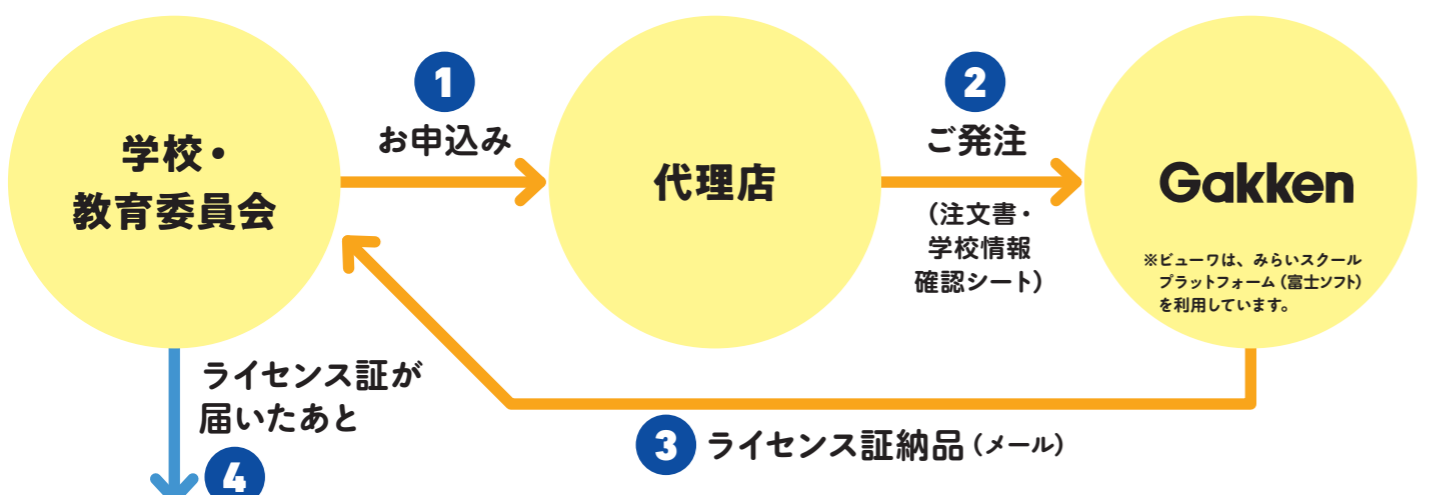 学校・
教育委員会
1
お申込み
代理店
2
ご発注
(注文書・
学校情報
確認シート)
Gakken
※ビューワは、みらいスクール
プラットフォーム(富士ソフト)
を利用しています。
3 ライセンス証納品(メール)
ライセンス証が
届いたあと
4